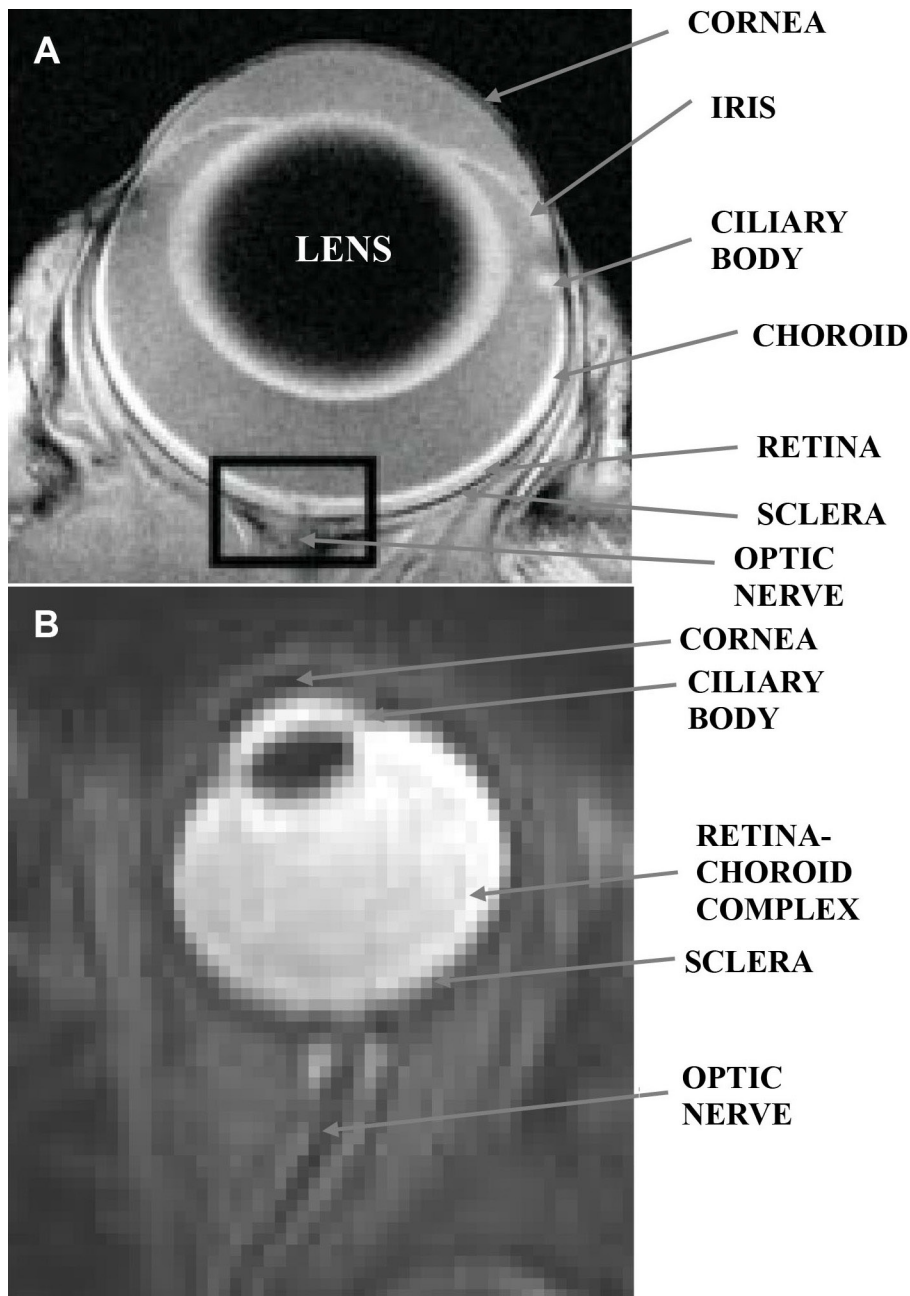 A
CORNEA
IRIS
LENS
CILIARY
BODY
CHOROID
RETINA
SCLERA
OPTIC
NERVE
B
CORNEA
CILIARY
BODY
RETINA-
CHOROID
COMPLEX
SCLERA
OPTIC
NERVE